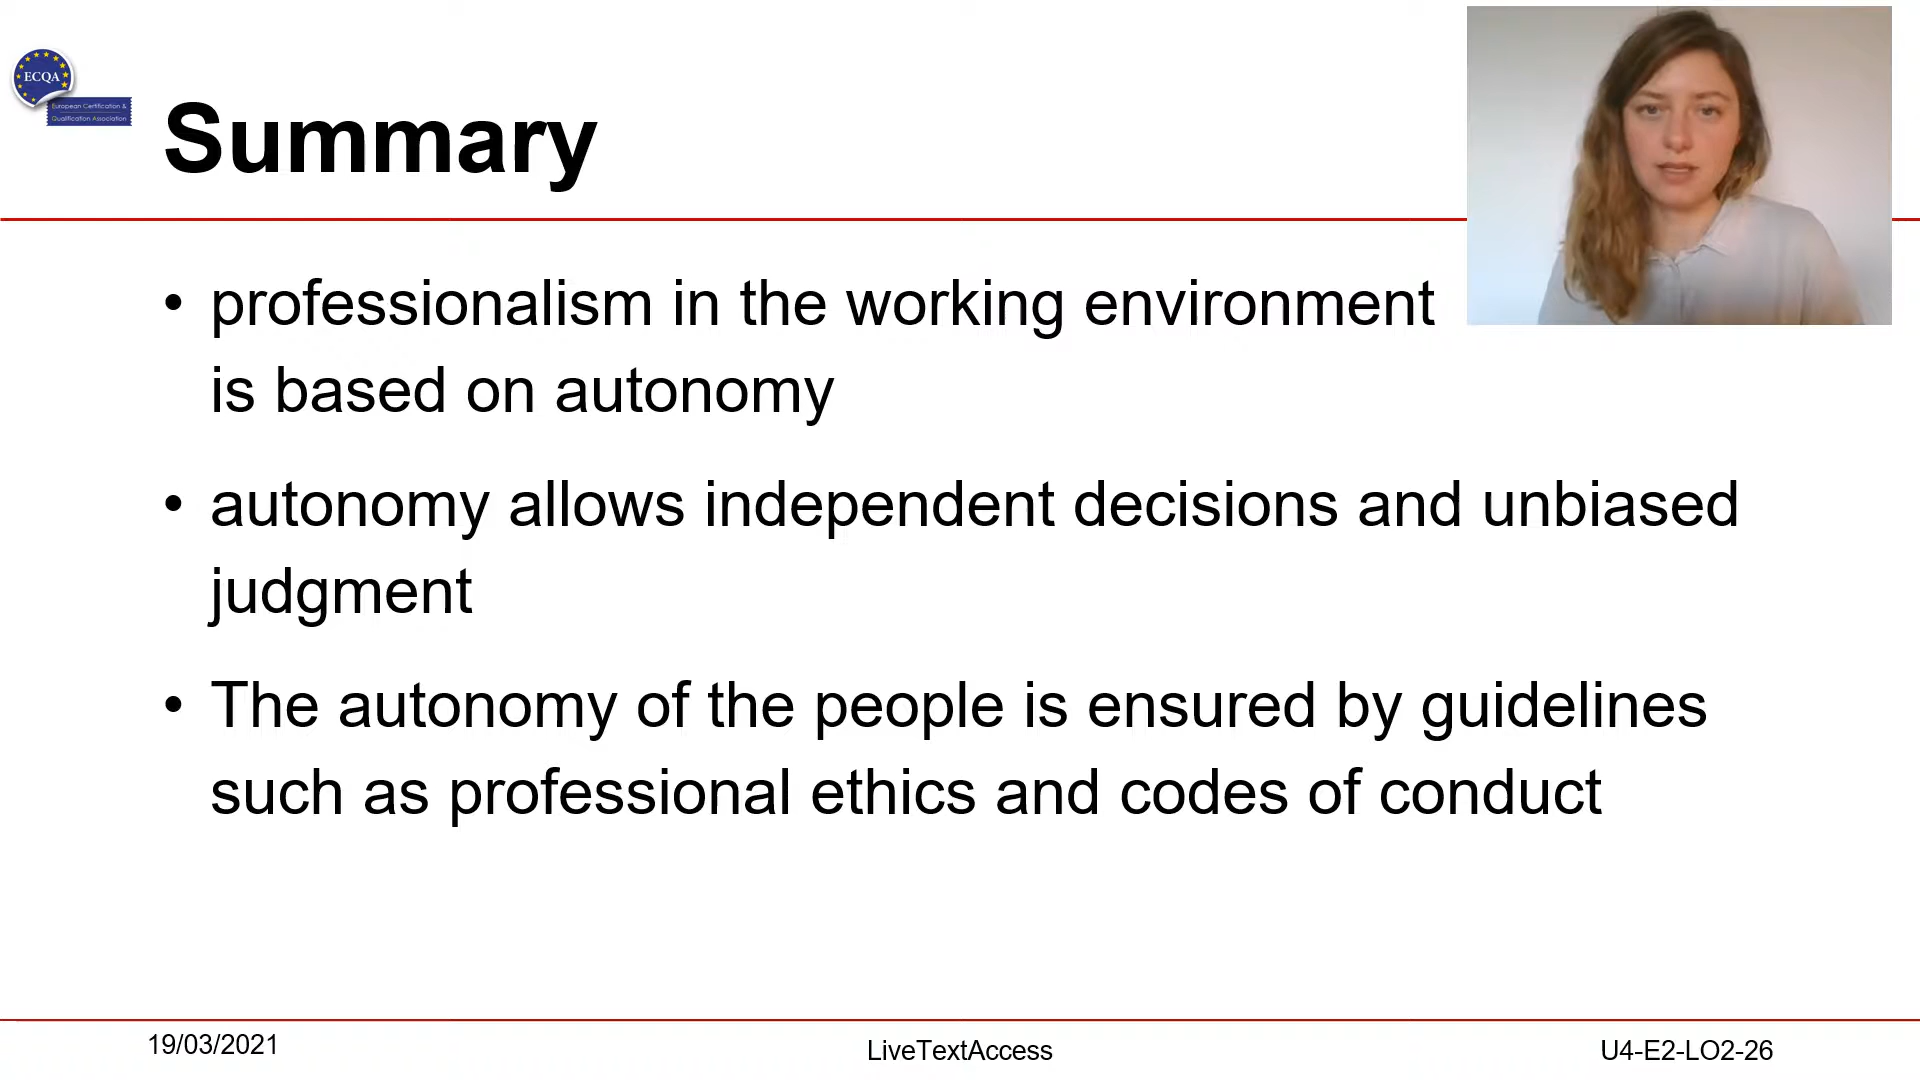 ECQA
European Certification &
Qualification Association
Summary
• professionalism in the working environment
is based on autonomy
• autonomy allows independent decisions and unbiased
judgment
• The autonomy of the people is ensured by guidelines
such as professional ethics and codes of conduct
19/03/2021
LiveTextAccess
U4-E2-LO2-26